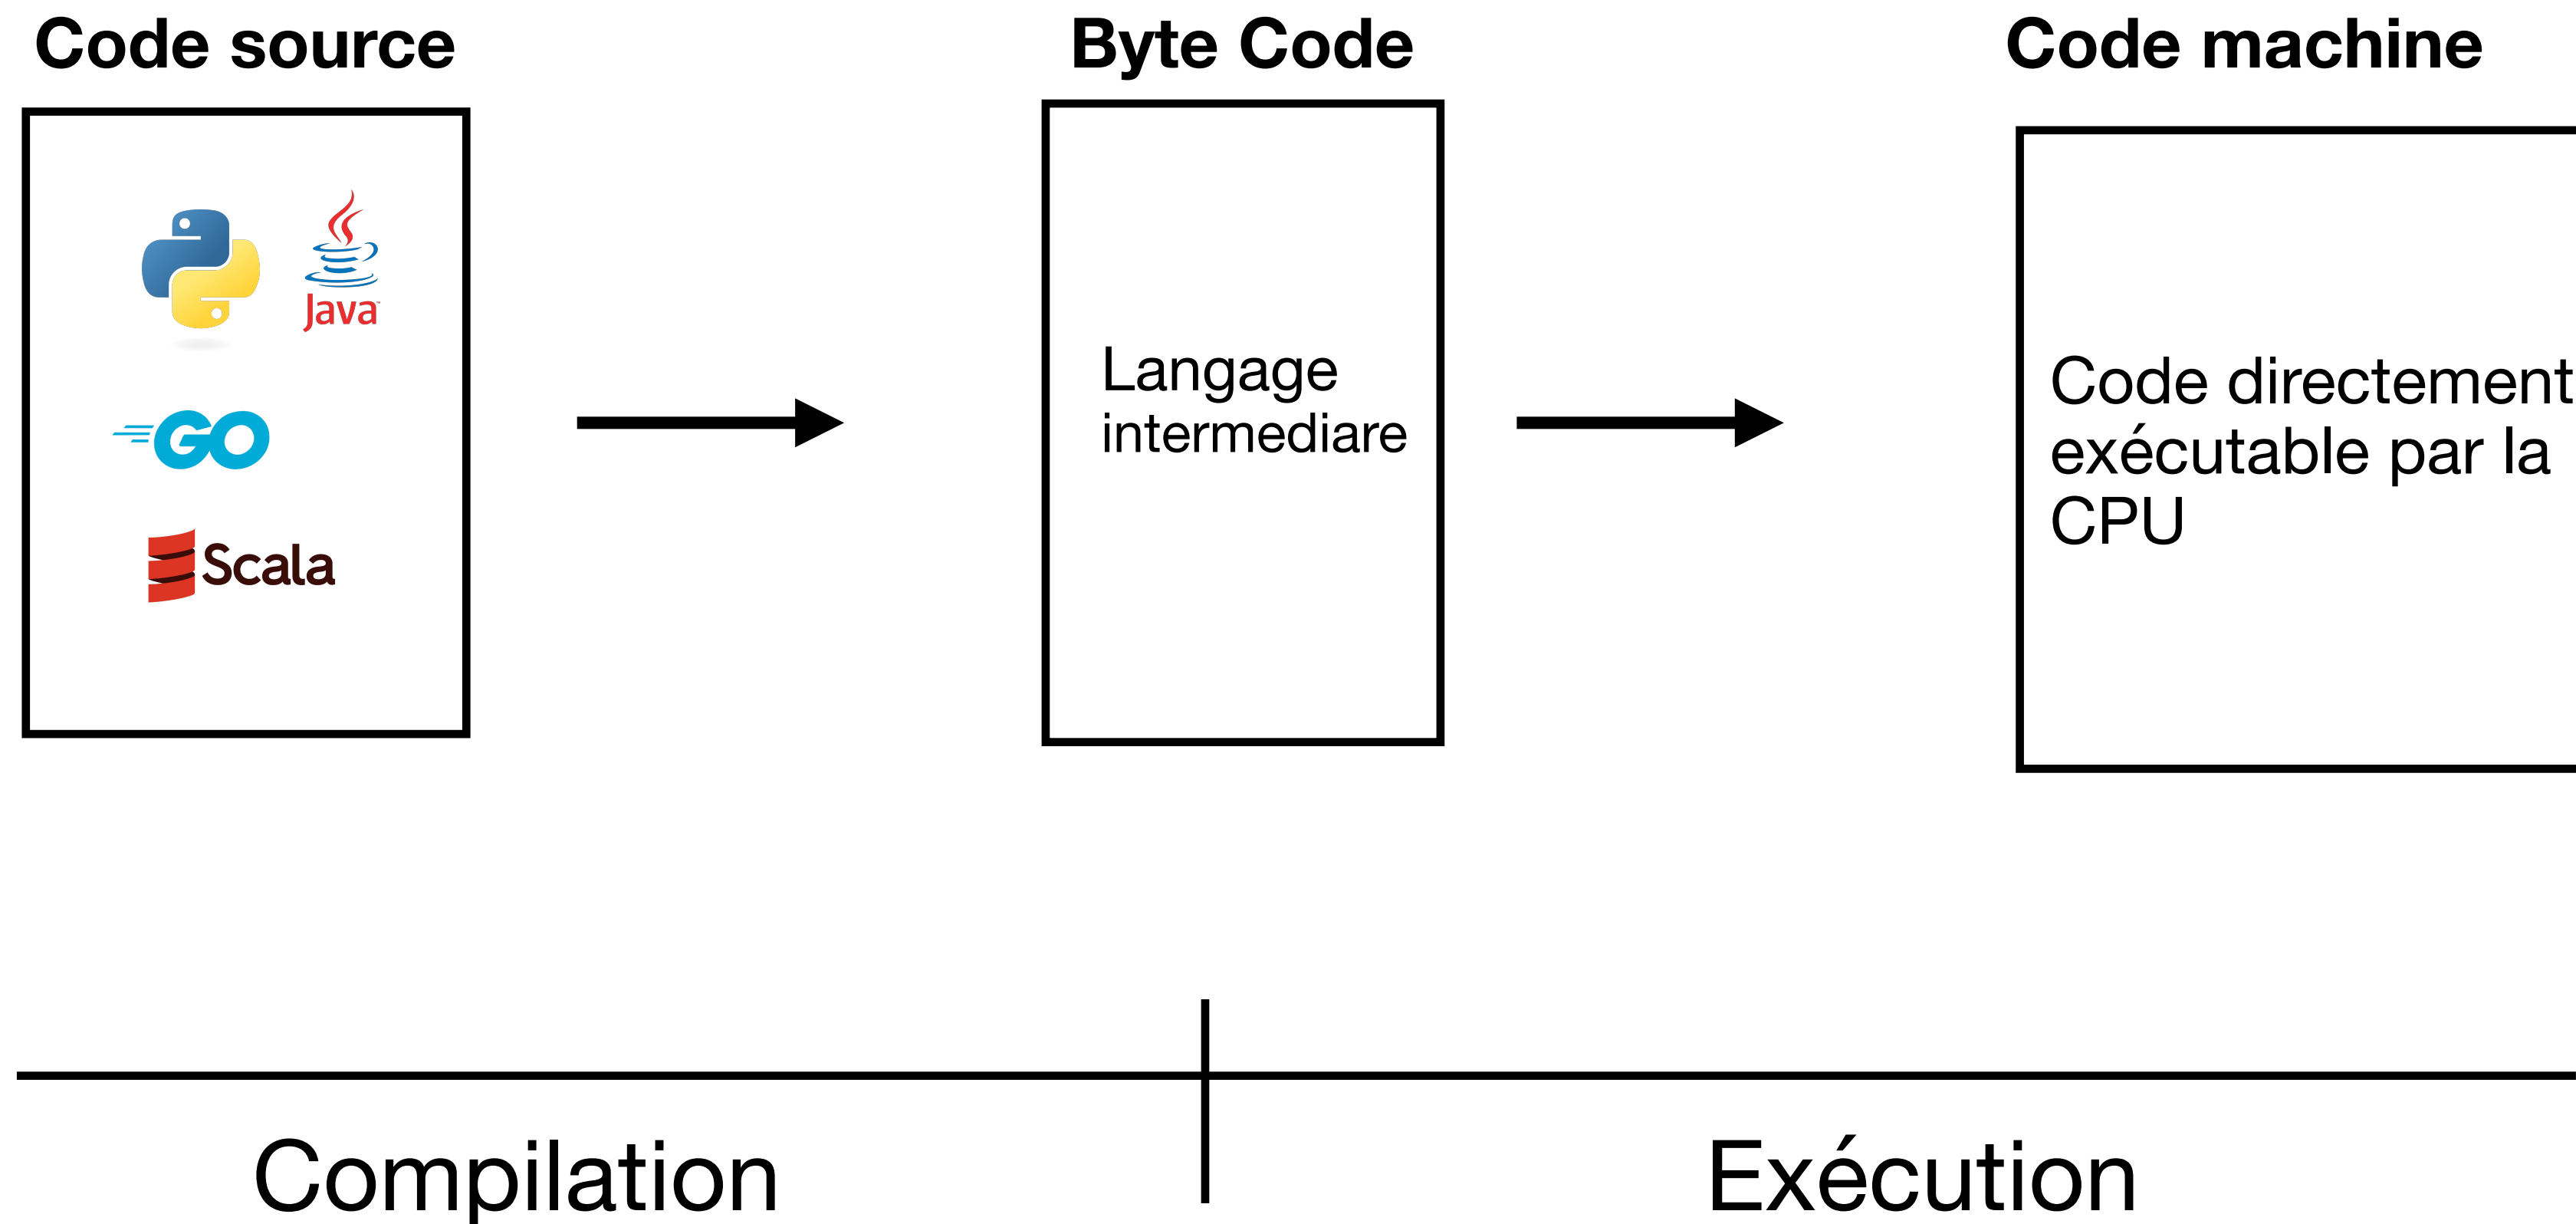 Code source
Byte Code
Code machine
Java
GO
Scala
Langage
intermediare
Code directement
exécutable par la
CPU
Compilation
Exécution